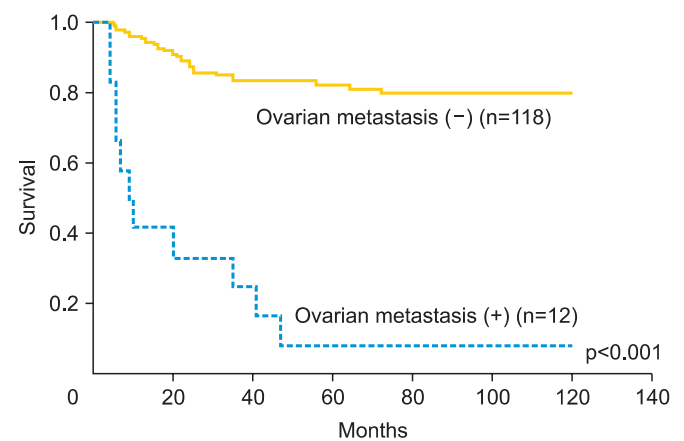 1.0
0.8
0.6
0.4
0.2
Survival
Ovarian metastasis (−) (n=118)
Ovarian metastasis (+) (n=12)
p<0.001
0 20 40 60 80 100 120 140
Months